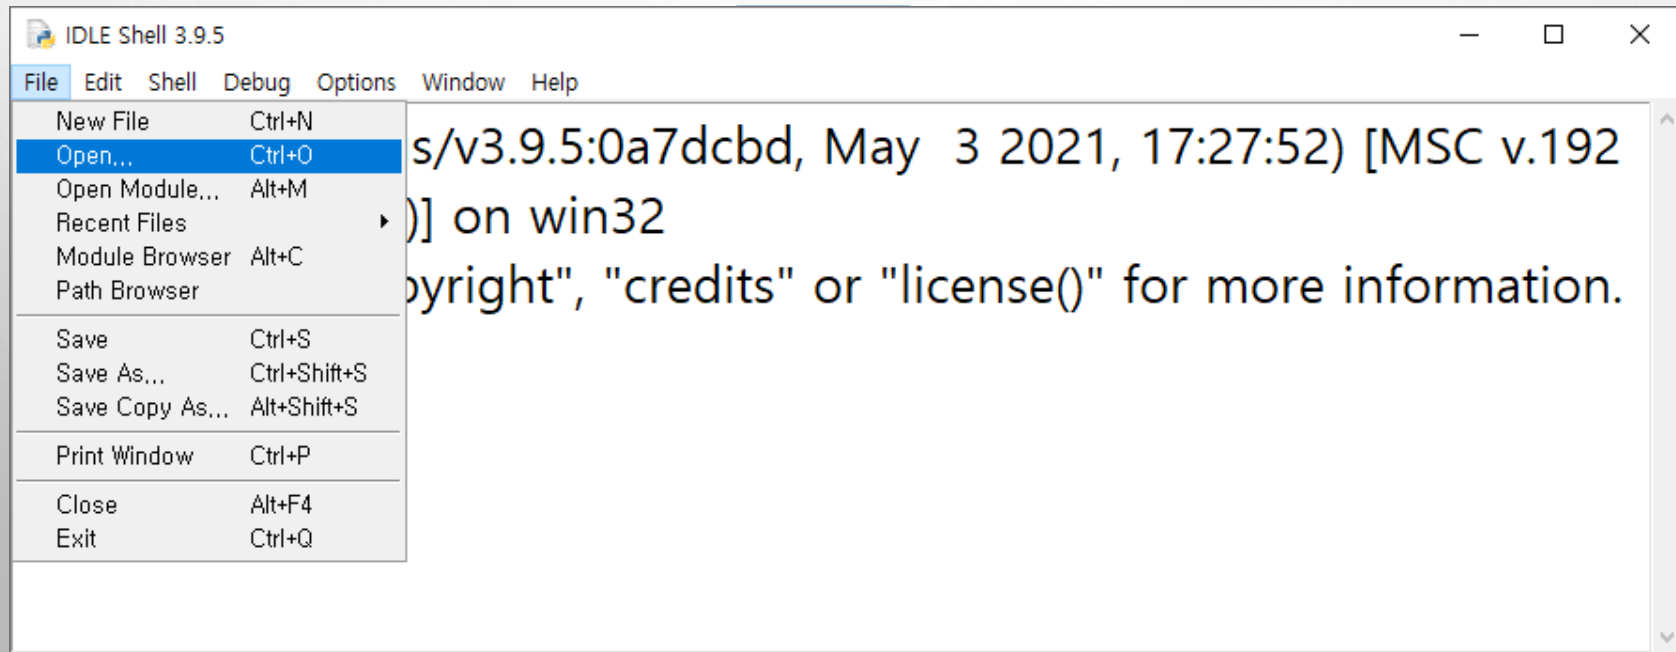 IDLE Shell 3.9.5
File Edit Shell Debug Options Window Help
New File Ctrl+N
Open... Ctrl+O
Open Module... Alt+M
Recent Files
Module Browser Alt+C
Path Browser
Save Ctrl+S
Save As... Ctrl+Shift+S
Save Copy As... Alt+Shift+S
Print Window Ctrl+P
Close Alt+F4
Exit Ctrl+Q
s/v3.9.5:0a7dcbd, May 3 2021, 17:27:52) [MSC v.192
)] on win32
pyright", "credits" or "license()" for more information.